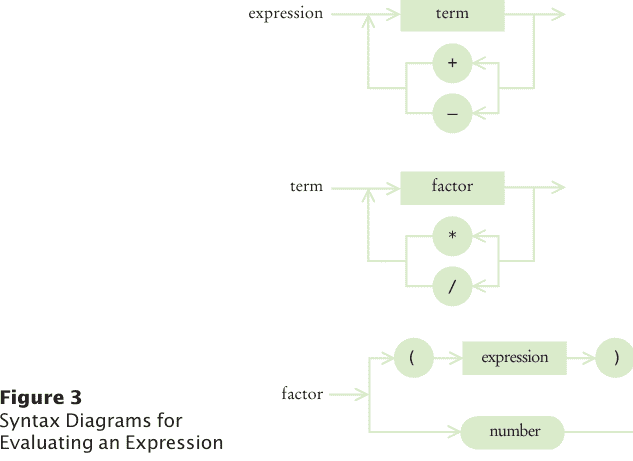 expression
term
+
–
term
factor
*
/
(
expression
)
factor
number
Figure 3
Syntax Diagrams for
Evaluating an Expression